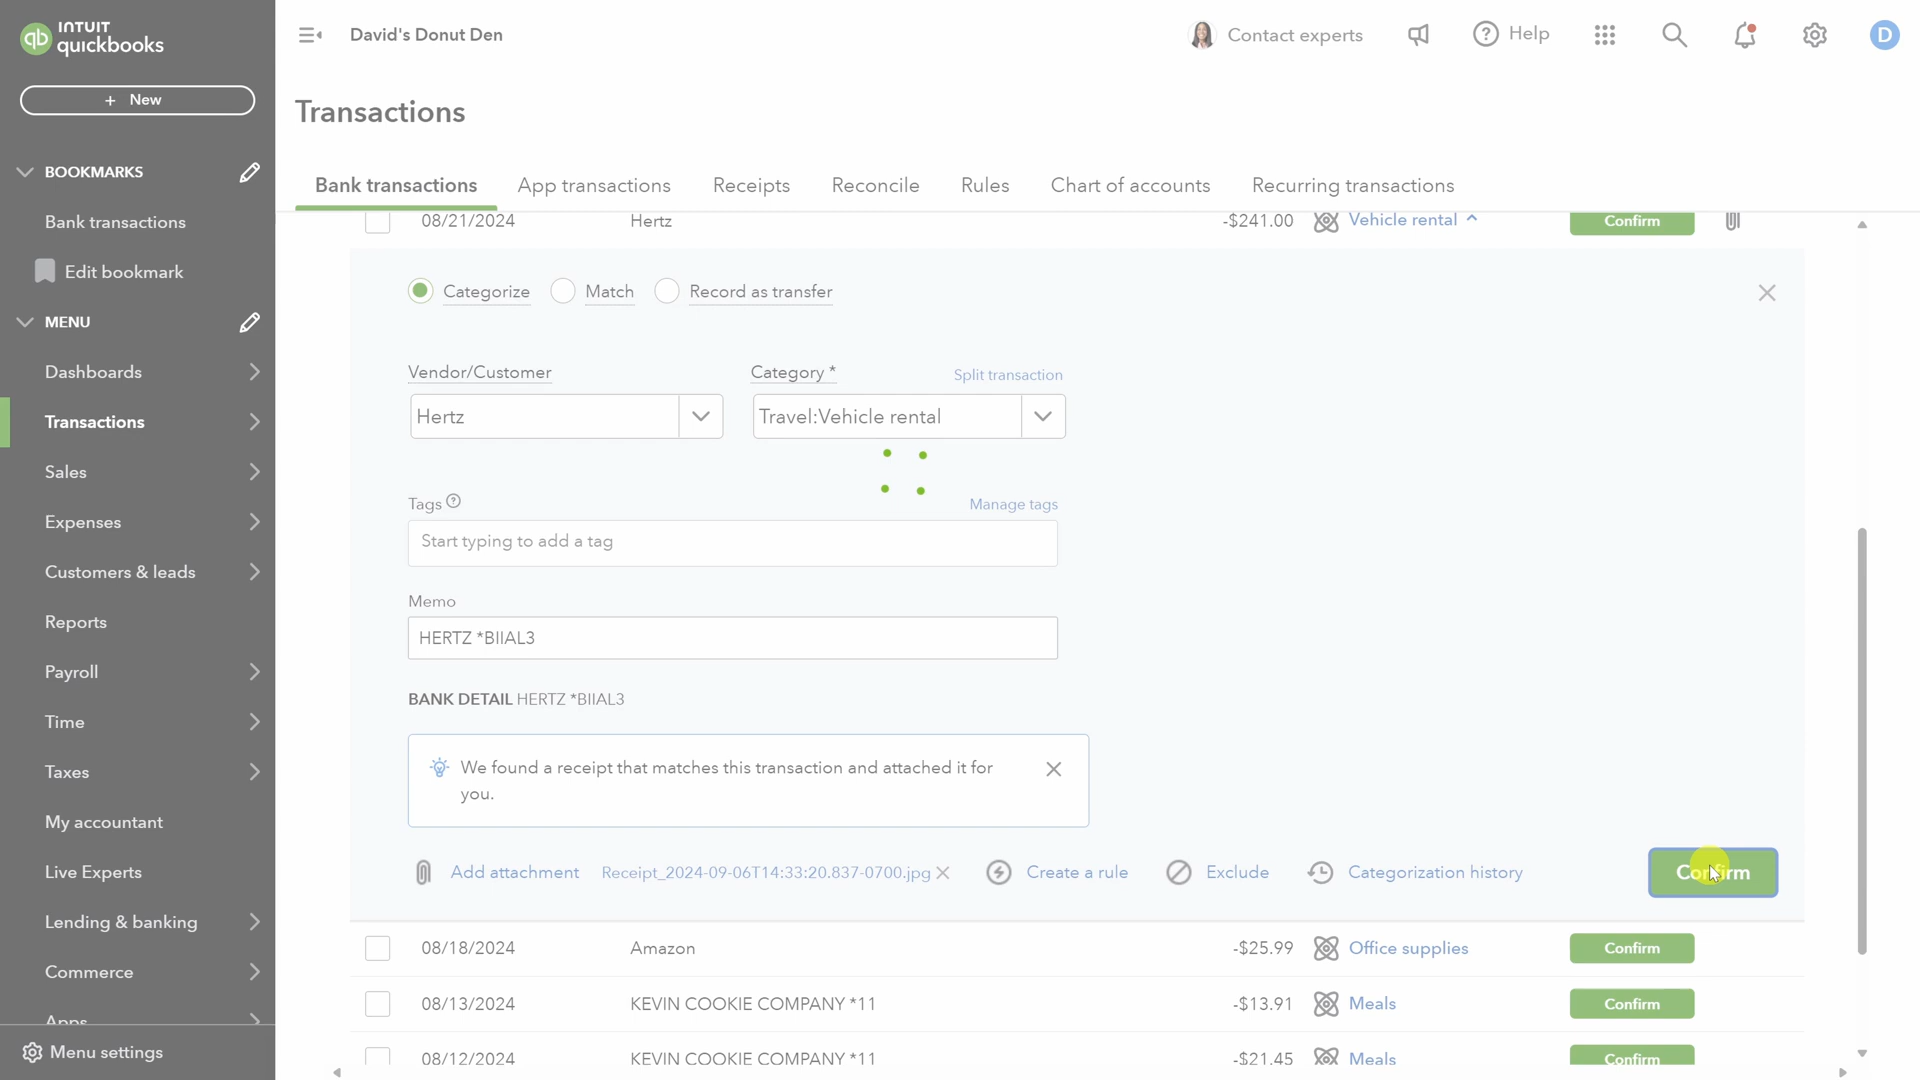 INTUIT
quickbooks
David's Donut Den
Contact experts
Help
D
+ New
Transactions
BOOKMARKS
Bank transactions
Edit bookmark
MENU
Dashboards
Transactions
Sales
Expenses
Customers & leads
Reports
Payroll
Time
Taxes
My accountant
Live Experts
Lending & banking
Commerce
Apps
Menu settings
Bank transactions App transactions Receipts Reconcile Rules Chart of accounts Recurring transactions
08/21/2024 Hertz -$241.00 Vehicle rental Confirm
Categorize Match Record as transfer
Vendor/Customer Category * Split transaction
Hertz Travel:Vehicle rental
Tags Manage tags
Start typing to add a tag
Memo
HERTZ *BIIAL3
BANK DETAIL HERTZ *BIIAL3
We found a receipt that matches this transaction and attached it for
you.
Add attachment Receipt_2024-09-06T14:33:20.837-0700.jpg Create a rule Exclude Categorization history Confirm
08/18/2024 Amazon -$25.99 Office supplies Confirm
08/13/2024 KEVIN COOKIE COMPANY *11 -$13.91 Meals Confirm
08/12/2024 KEVIN COOKIE COMPANY *11 -$21.45 Meals Confirm